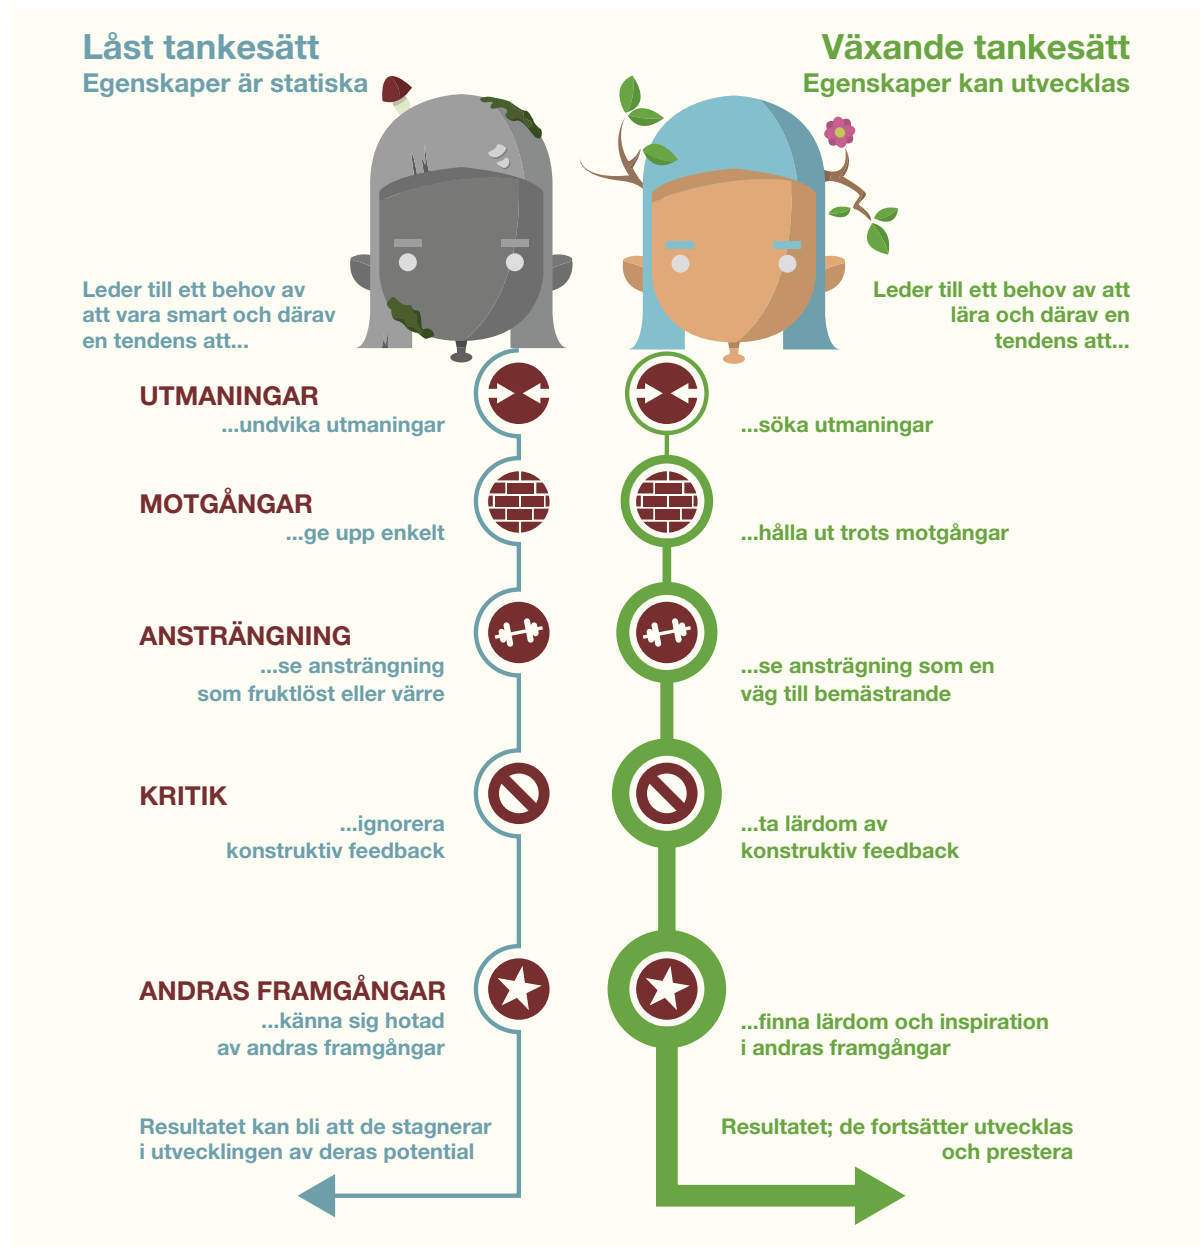 Låst tankesätt
Egenskaper är statiska
Växande tankesätt
Egenskaper kan utvecklas
Leder till ett behov av
att vara smart och därav
en tendens att...
Leder till ett behov av att
lära och därav en
tendens att...
UTMANINGAR
...undvika utmaningar
...söka utmaningar
MOTGÅNGAR
...ge upp enkelt
...hålla ut trots motgångar
ANSTRÄNGNING
...se ansträngning
som fruktlöst eller värre
...se ansträgning som en
väg till bemästrande
KRITIK
...ignorera
konstruktiv feedback
...ta lärdom av
konstruktiv feedback
ANDRAS FRAMGÅNGAR
...känna sig hotad
av andras framgångar
...finna lärdom och inspiration
i andras framgångar
Resultatet kan bli att de stagnerar
i utvecklingen av deras potential
Resultatet; de fortsätter utvecklas
och prestera